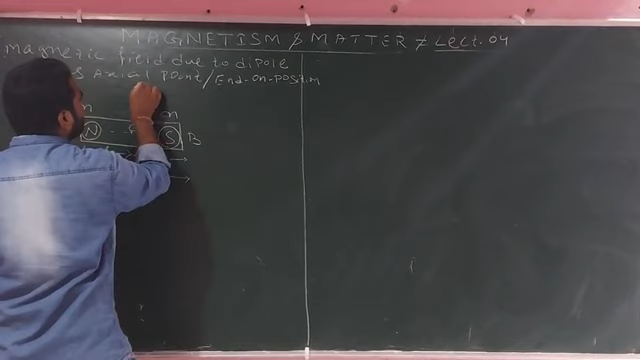 MAGNETISM & MATTER ≠ Lect. 04
Magnetic field due to dipole
Axial Point/End-on-position
m m
N S B